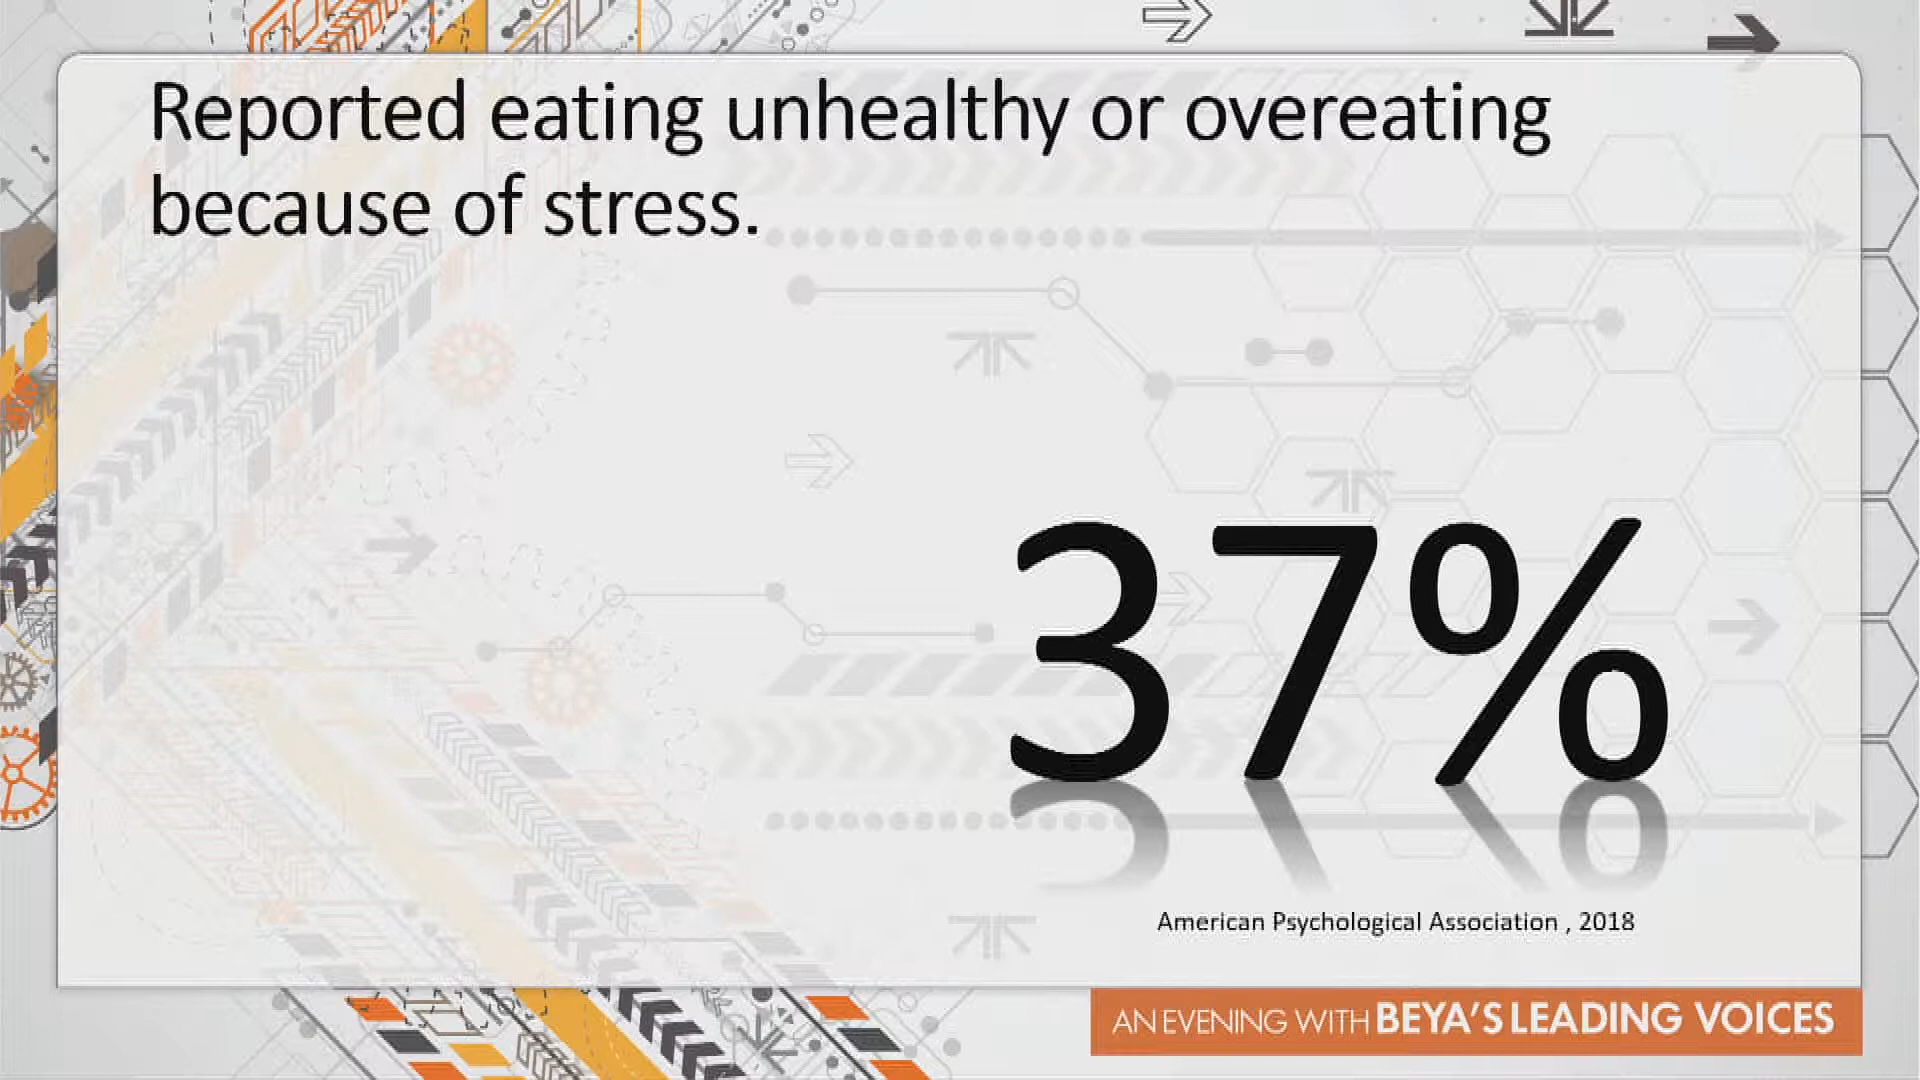 Reported eating unhealthy or overeating
because of stress.
37%
American Psychological Association , 2018
AN EVENING WITH BEYA'S LEADING VOICES